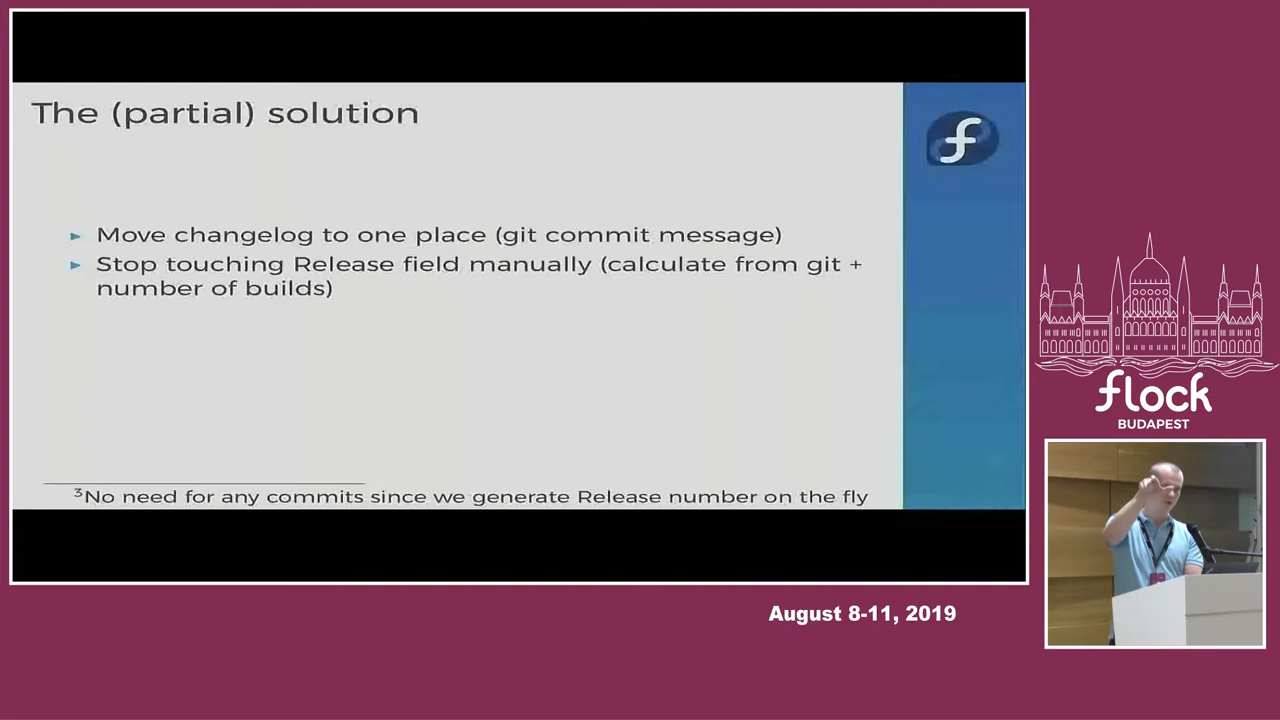 The (partial) solution
► Move changelog to one place (git commit message)
► Stop touching Release field manually (calculate from git +
number of builds)
³No need for any commits since we generate Release number on the fly
flock
BUDAPEST
August 8-11, 2019